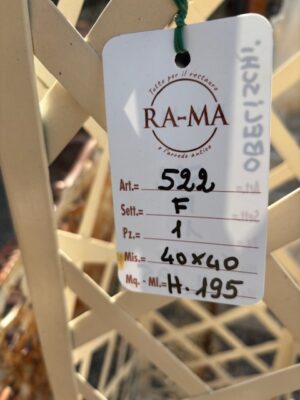 Tutto per il restauro
RA-MA
e l'arredo antico
OBELISCHI.
Art.= 522
Sett.= F
Pz.= 1
Mis.= 40x40
Mq. - Ml.= H. 195